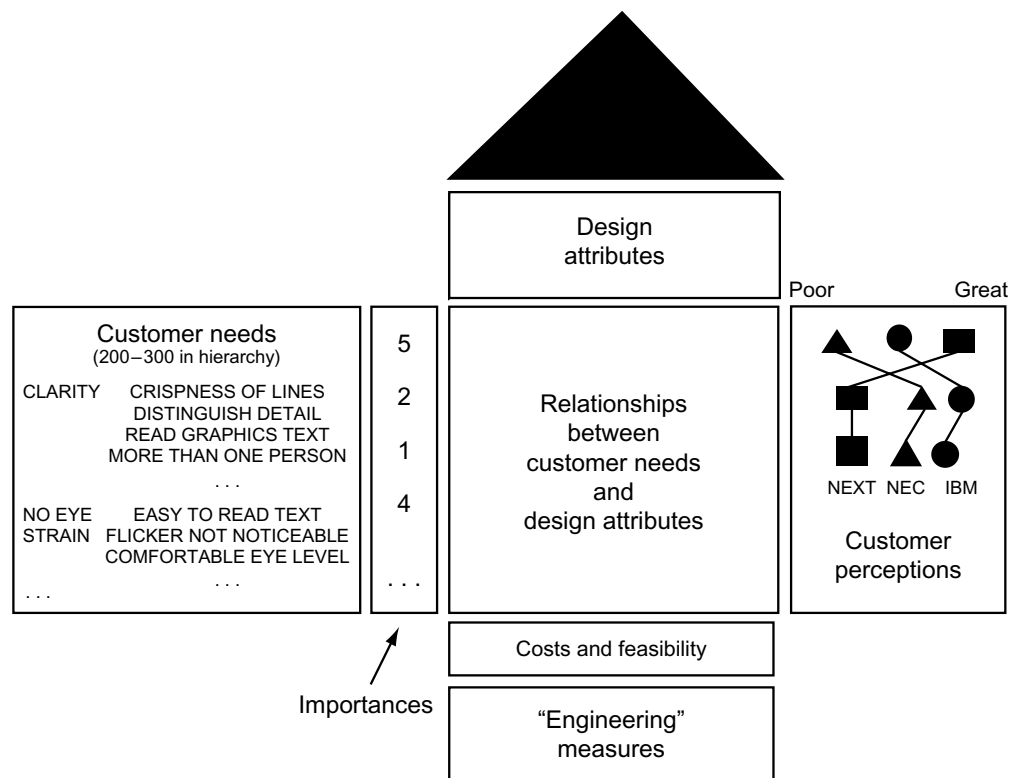 Design
attributes
Poor
Great
Customer needs
(200–300 in hierarchy)
CLARITY
CRISPNESS OF LINES
DISTINGUISH DETAIL
READ GRAPHICS TEXT
MORE THAN ONE PERSON
. . .
NO EYE
STRAIN
EASY TO READ TEXT
FLICKER NOT NOTICEABLE
COMFORTABLE EYE LEVEL
. . .
. . .
5
2
1
4
. . .
Importances
Relationships
between
customer needs
and
design attributes
NEXT NEC IBM
Customer
perceptions
Costs and feasibility
“Engineering”
measures